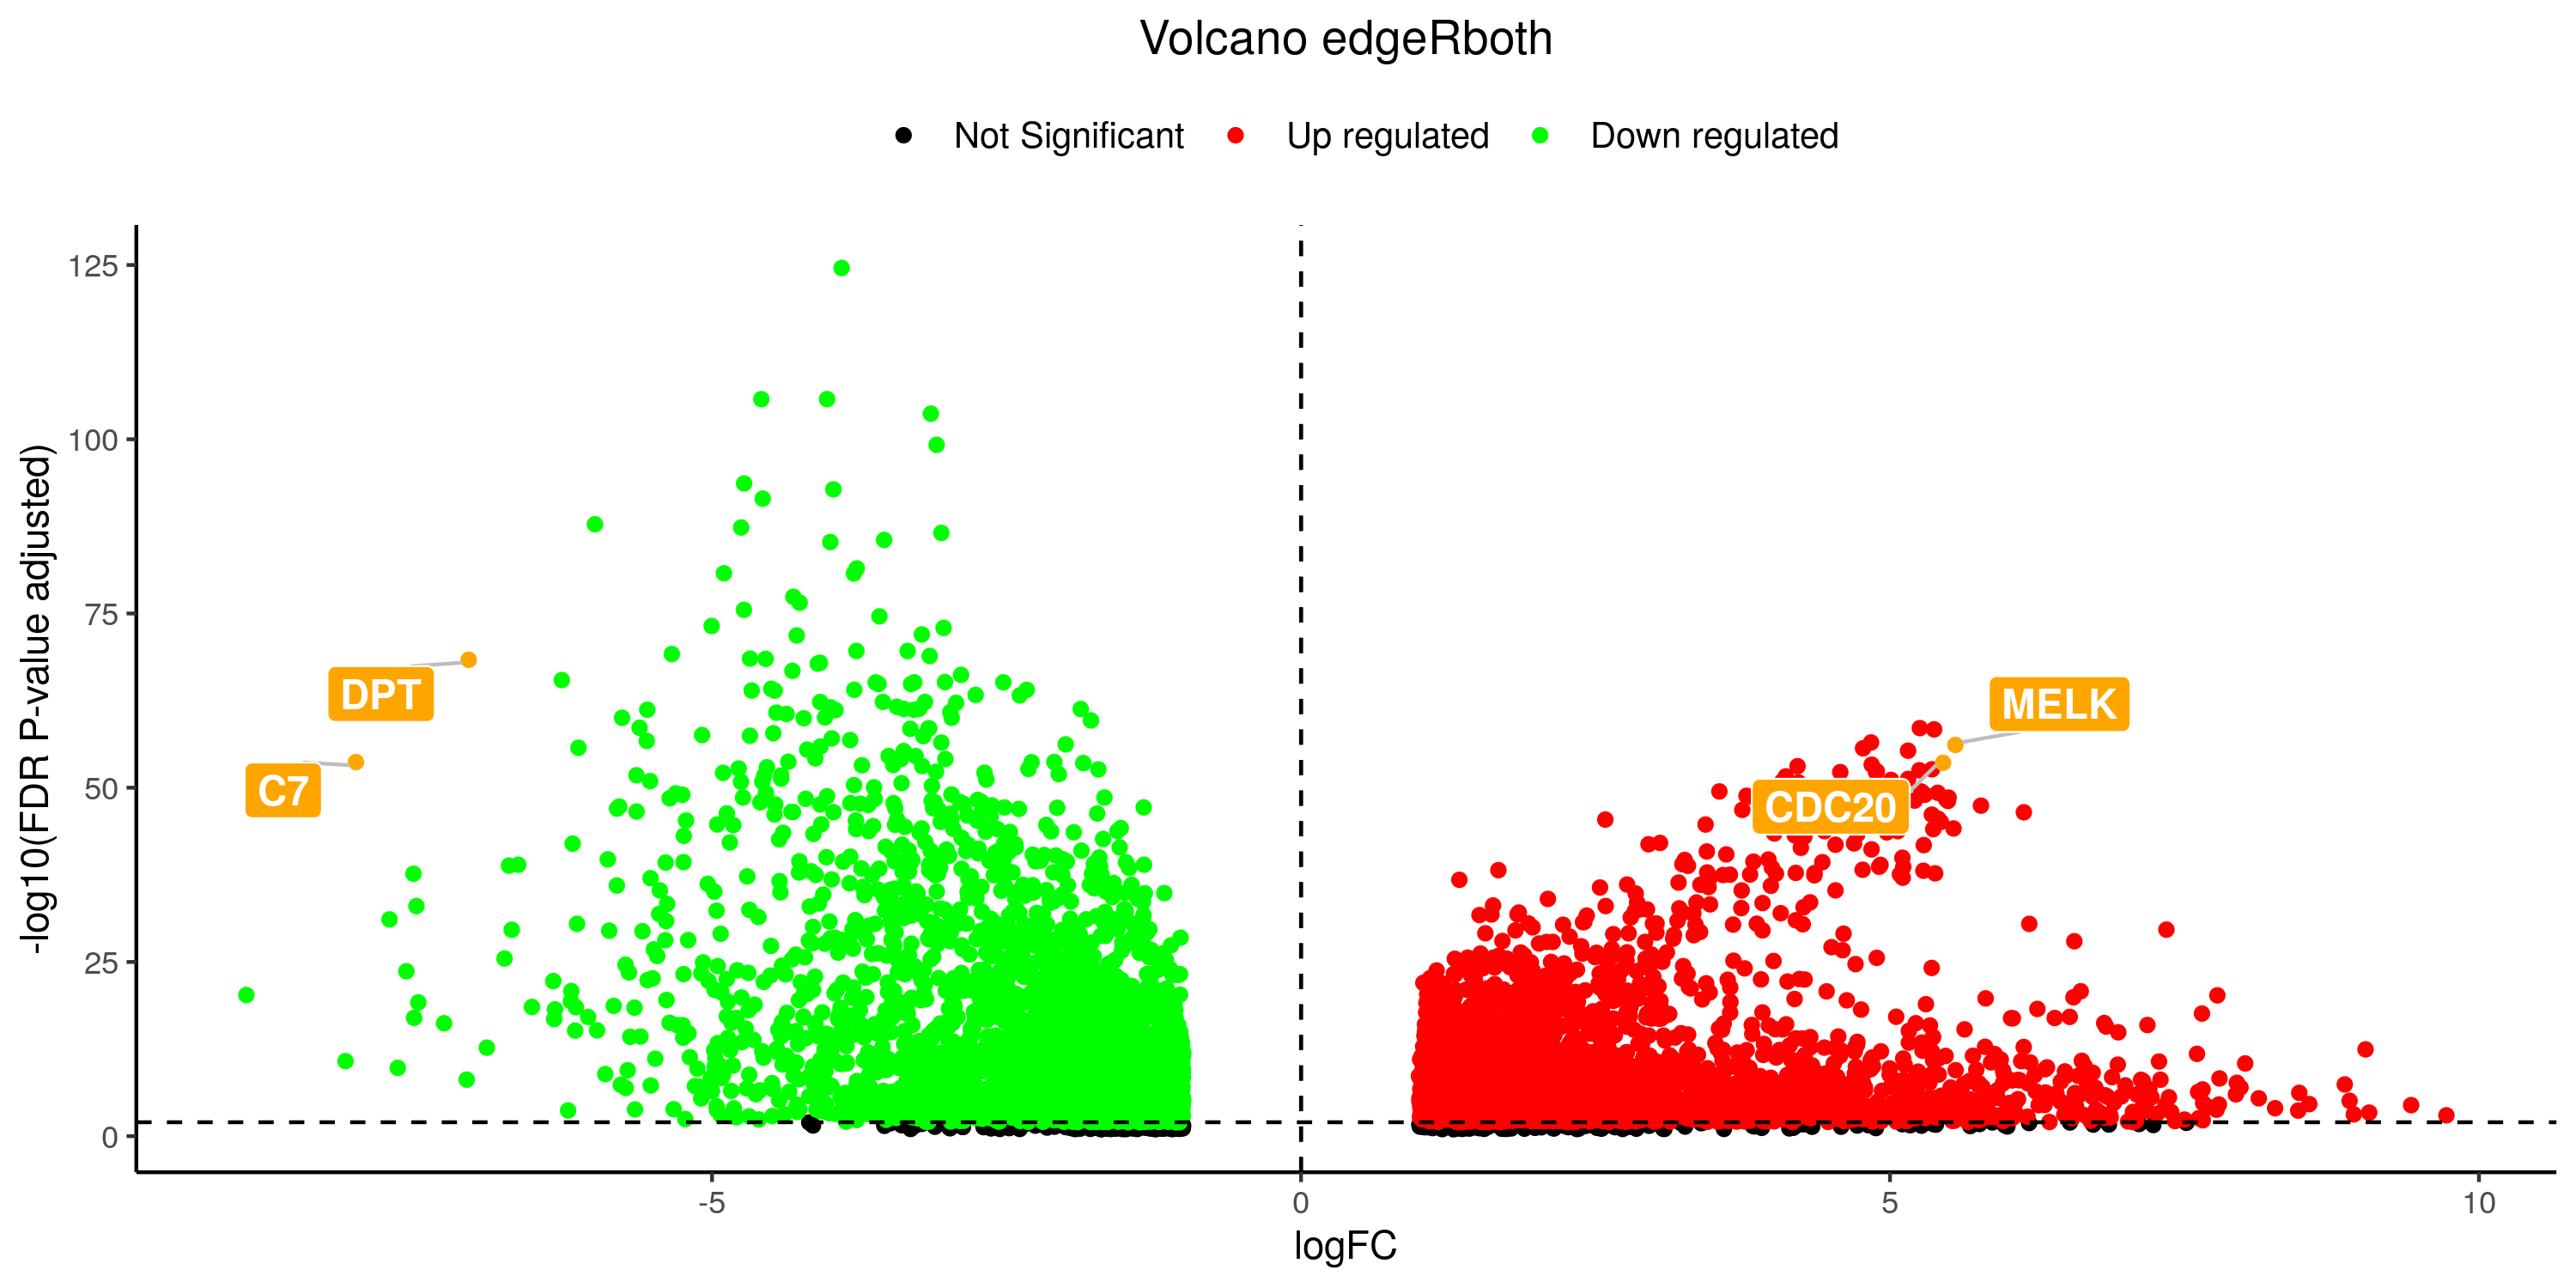 Volcano edgeRboth
Not Significant Up regulated Down regulated
-log10(FDR P-value adjusted)
125
100
75
50
25
0
DPT
C7
MELK
CDC20
-5 0 5 10
logFC